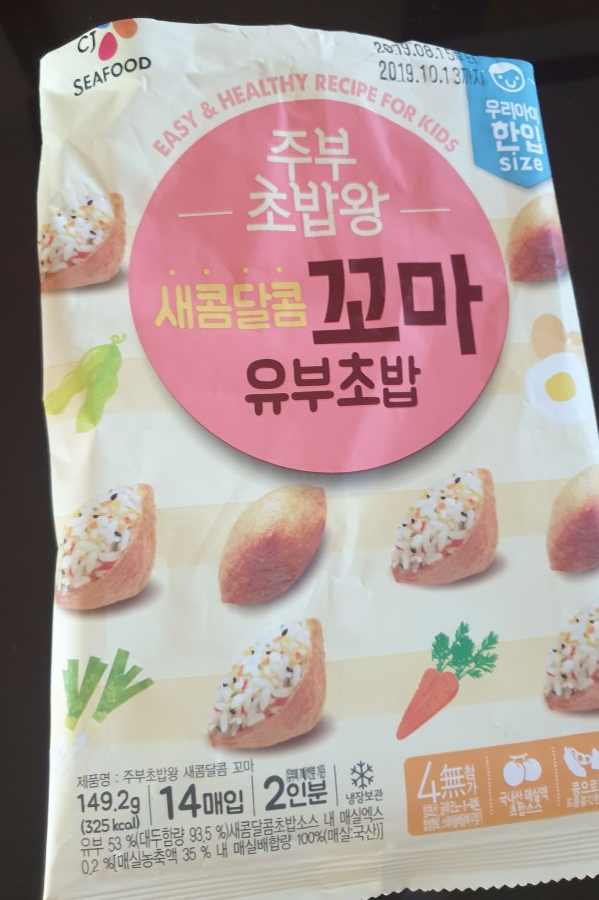 CJ
SEAFOOD
2019.08.15부터
2019.10.13까지
EASY & HEALTHY RECIPE FOR KIDS
우리아이
한입
size
주부
초밥왕
새콤달콤 꼬마
유부초밥
제품명 : 주부초밥왕 새콤달콤 꼬마
149.2g
(325 kcal)
14매입
2인분
냉장보관
유부 53 %(대두함량 93.5 %)새콤달콤초밥소스 내 매실엑스
0.2 %[매실농축액 35 % 내 매실배합량 100%(매실:국산)]
4無